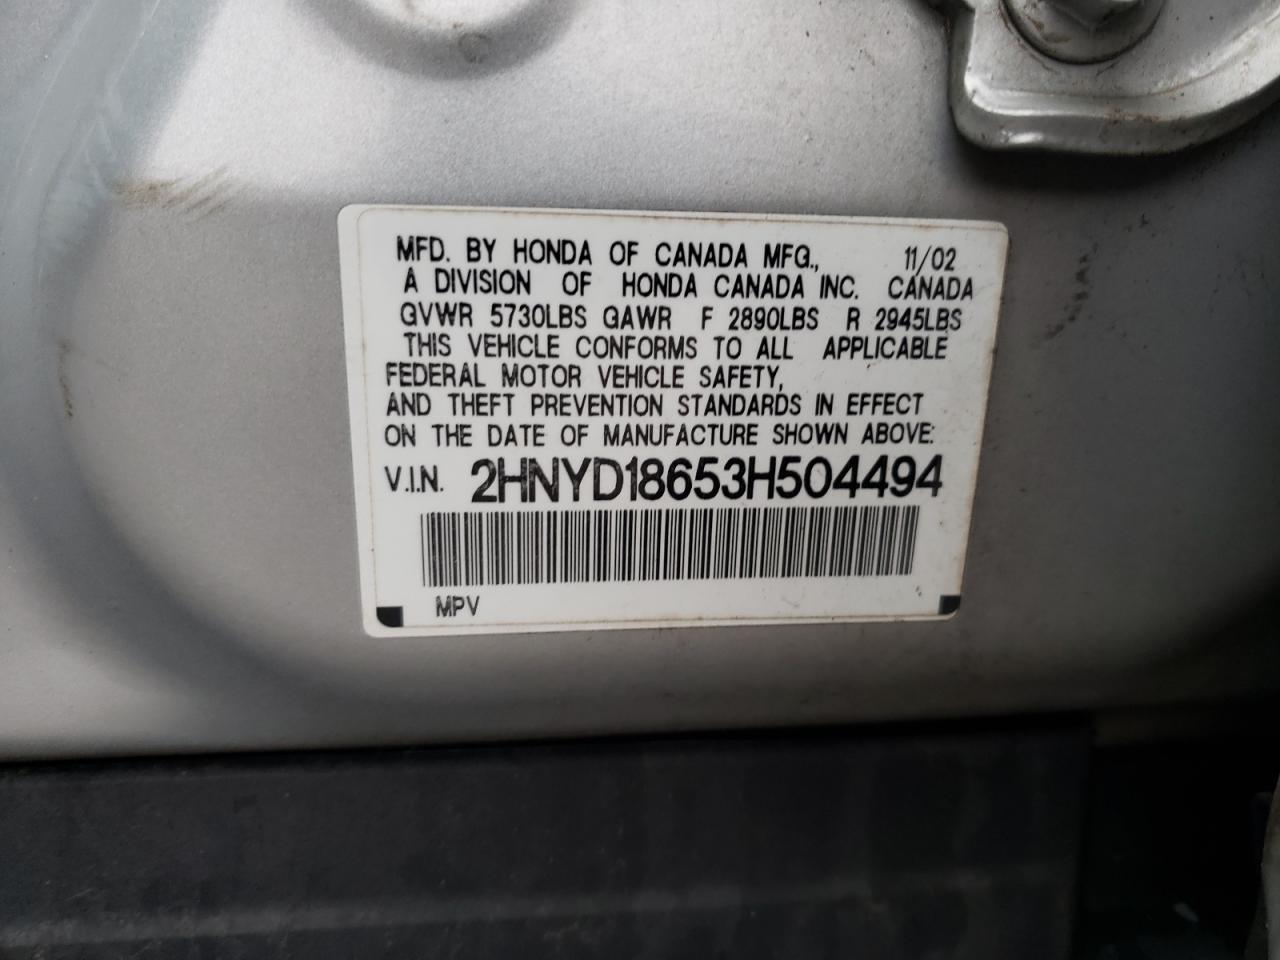 MFD. BY HONDA OF CANADA MFG., 11/02
A DIVISION OF HONDA CANADA INC. CANADA
GVWR 5730LBS GAWR F 2890LBS R 2945LBS
THIS VEHICLE CONFORMS TO ALL APPLICABLE
FEDERAL MOTOR VEHICLE SAFETY,
AND THEFT PREVENTION STANDARDS IN EFFECT
ON THE DATE OF MANUFACTURE SHOWN ABOVE:
V.I.N. 2HNYD18653H504494
MPV